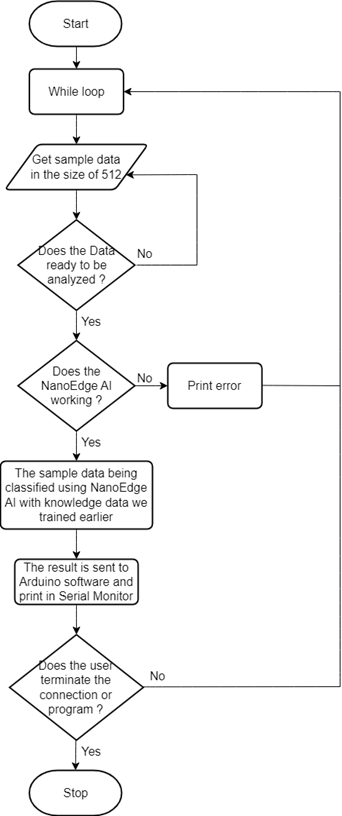 Start
While loop
Get sample data
in the size of 512
Does the Data
ready to be
analyzed ?
No
Yes
Does the
NanoEdge AI
working ?
No
Print error
Yes
The sample data being
classified using NanoEdge
AI with knowledge data we
trained earlier
The result is sent to
Arduino software and
print in Serial Monitor
Does the user
terminate the
connection or
program ?
No
Yes
Stop